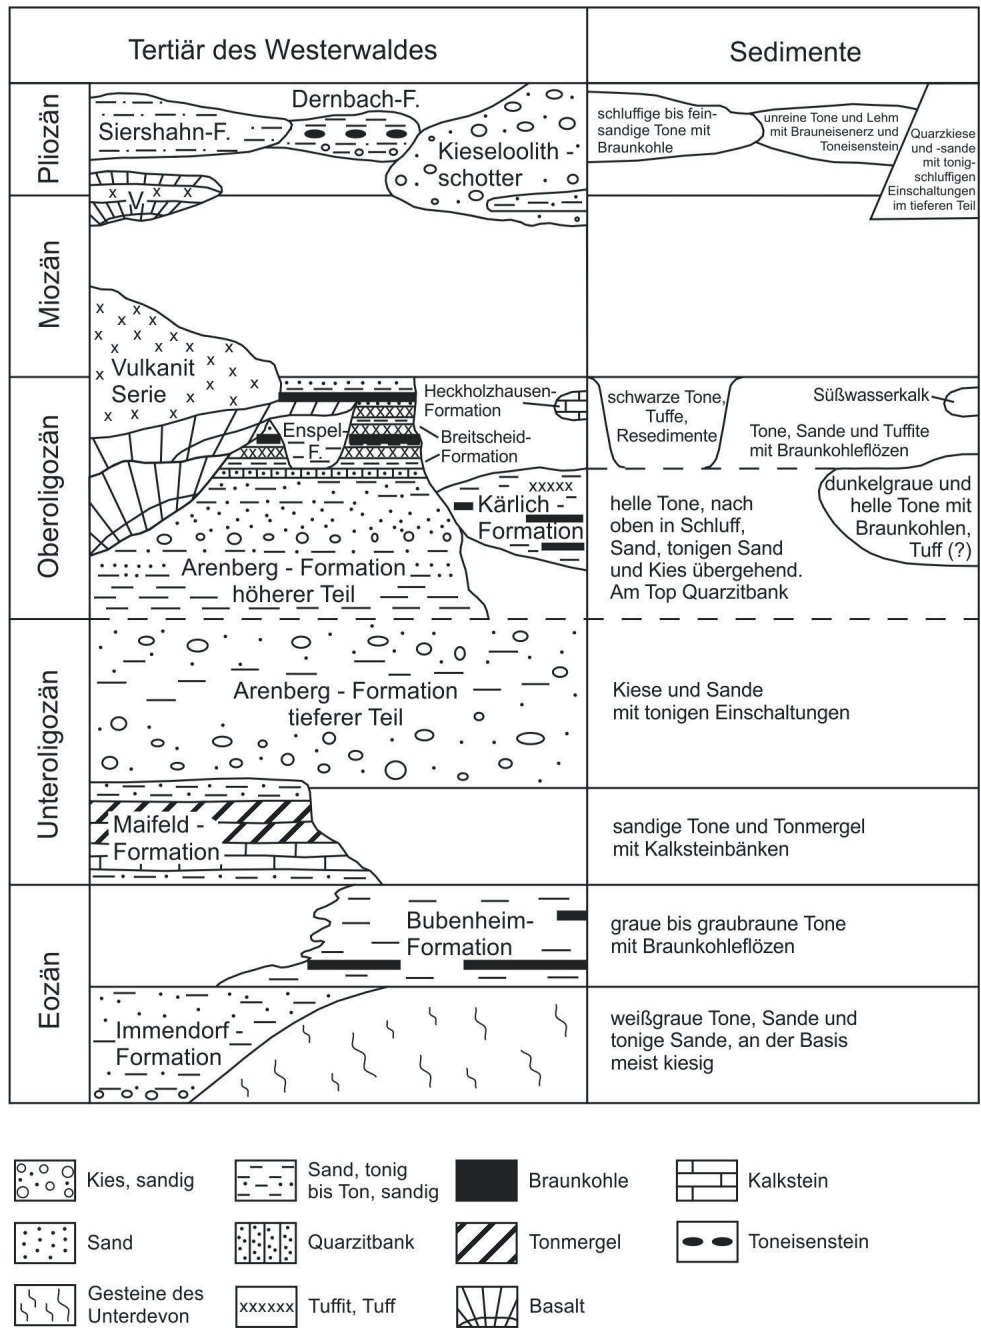 Tertiär des Westerwaldes
Sedimente
Pliozän
Siershahn-F.
Dernbach-F.
Kieseloolith -
schotter
V
schluffige bis fein-
sandige Tone mit
Braunkohle
unreine Tone und Lehm
mit Brauneisenerz und
Toneisenstein
Quarzkiese
und -sande
mit tonig-
schluffigen
Einschaltungen
im tieferen Teil
Miozän
Vulkanit
Serie
Oberoligozän
Heckholzhausen-
Formation
Enspel-
F.
Breitscheid-
Formation
Kärlich -
Formation
Arenberg - Formation
höherer Teil
schwarze Tone,
Tuffe,
Resedimente
Süßwasserkalk
Tone, Sande und Tuffite
mit Braunkohleflözen
helle Tone, nach
oben in Schluff,
Sand, tonigen Sand
und Kies übergehend.
Am Top Quarzitbank
dunkelgraue und
helle Tone mit
Braunkohlen,
Tuff (?)
Unteroligozän
Arenberg - Formation
tieferer Teil
Kiese und Sande
mit tonigen Einschaltungen
Maifeld -
Formation
sandige Tone und Tonmergel
mit Kalksteinbänken
Eozän
Bubenheim-
Formation
graue bis graubraune Tone
mit Braunkohleflözen
Immendorf -
Formation
weißgraue Tone, Sande und
tonige Sande, an der Basis
meist kiesig
Kies, sandig
Sand, tonig
bis Ton, sandig
Braunkohle
Kalkstein
Sand
Quarzitbank
Tonmergel
Toneisenstein
Gesteine des
Unterdevon
xxxxxx
Tuffit, Tuff
Basalt